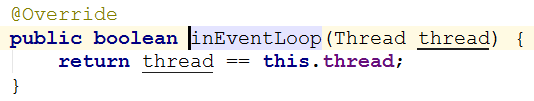 @Override
public boolean inEventLoop(Thread thread) {
    return thread == this.thread;
}